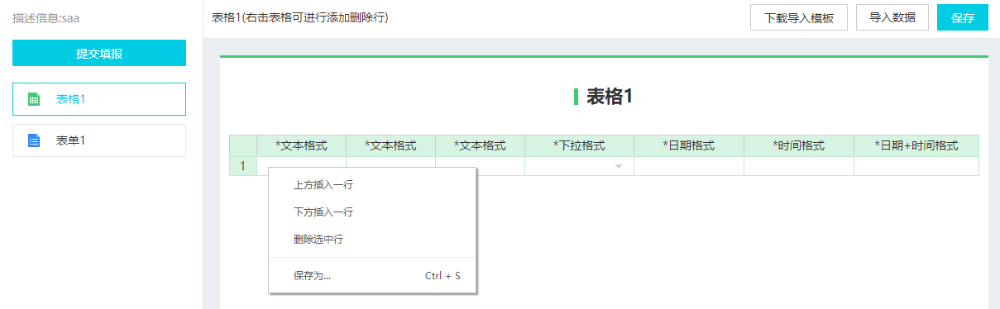 描述信息:saa
提交填报
表格1
表单1
表格1(右击表格可进行添加删除行)
下载导入模板
导入数据
保存
表格1
*文本格式 *文本格式 *文本格式 *下拉格式 *日期格式 *时间格式 *日期+时间格式
1
上方插入一行
下方插入一行
删除选中行
保存为... Ctrl + S